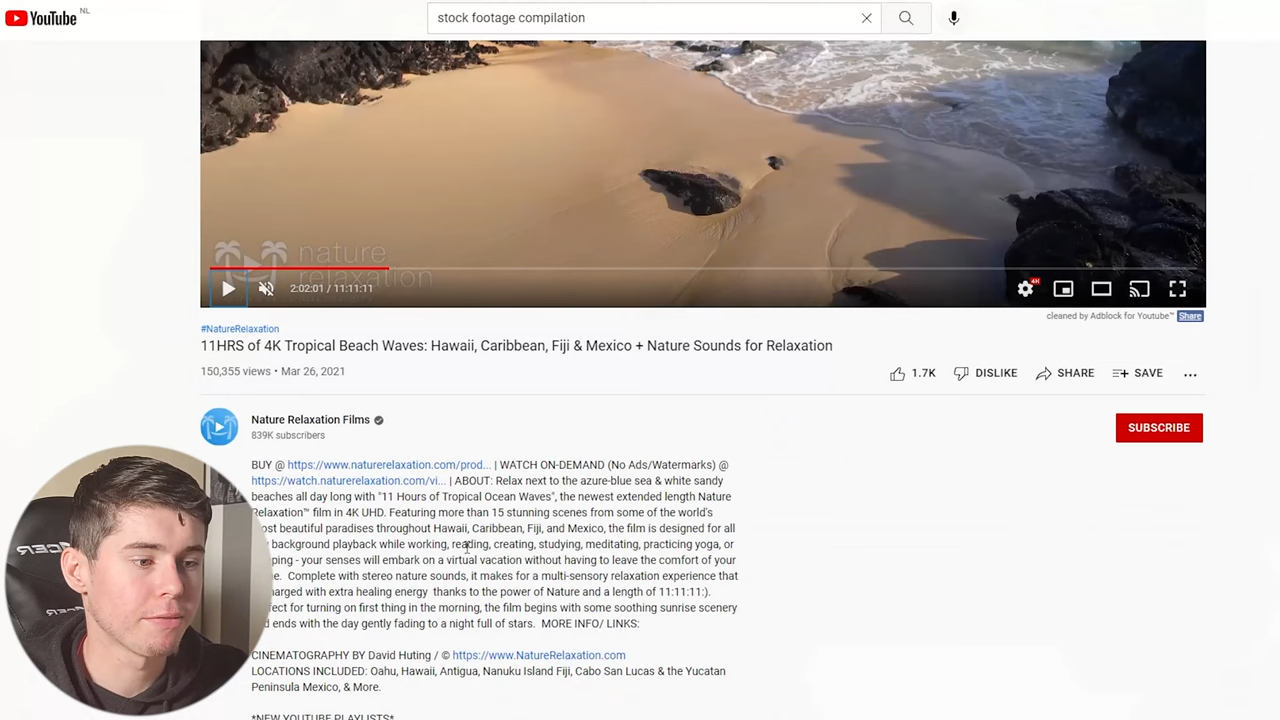 YouTube NL
stock footage compilation
nature
relaxation
2:02:01 / 11:11:11
cleaned by Adblock for Youtube™ Share
#NatureRelaxation
11HRS of 4K Tropical Beach Waves: Hawaii, Caribbean, Fiji & Mexico + Nature Sounds for Relaxation
150,355 views • Mar 26, 2021
1.7K DISLIKE SHARE SAVE ...
Nature Relaxation Films
839K subscribers
SUBSCRIBE
BUY @ https://www.naturerelaxation.com/prod... | WATCH ON-DEMAND (No Ads/Watermarks) @
https://watch.naturerelaxation.com/vi... | ABOUT: Relax next to the azure-blue sea & white sandy
beaches all day long with "11 Hours of Tropical Ocean Waves", the newest extended length Nature
Relaxation™ film in 4K UHD. Featuring more than 15 stunning scenes from some of the world's
ost beautiful paradises throughout Hawaii, Caribbean, Fiji, and Mexico, the film is designed for all
background playback while working, reading, creating, studying, meditating, practicing yoga, or
ping - your senses will embark on a virtual vacation without having to leave the comfort of your
e. Complete with stereo nature sounds, it makes for a multi-sensory relaxation experience that
harged with extra healing energy thanks to the power of Nature and a length of 11:11:11:).
fect for turning on first thing in the morning, the film begins with some soothing sunrise scenery
d ends with the day gently fading to a night full of stars. MORE INFO/ LINKS:
CINEMATOGRAPHY BY David Huting / © https://www.NatureRelaxation.com
LOCATIONS INCLUDED: Oahu, Hawaii, Antigua, Nanuku Island Fiji, Cabo San Lucas & the Yucatan
Peninsula Mexico, & More.
*NEW YOUTUBE PLAYLISTS*